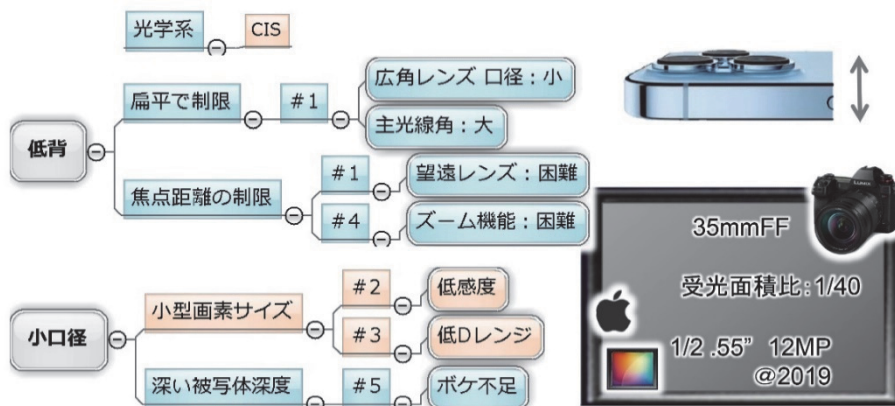 光学系
CIS
低背
扁平で制限
#1
広角レンズ 口径：小
主光線角：大
焦点距離の制限
#1
望遠レンズ：困難
#4
ズーム機能：困難
小口径
小型画素サイズ
#2
低感度
#3
低Dレンジ
深い被写体深度
#5
ボケ不足
35mmFF
受光面積比：1/40
1/2 .55” 12MP
@2019